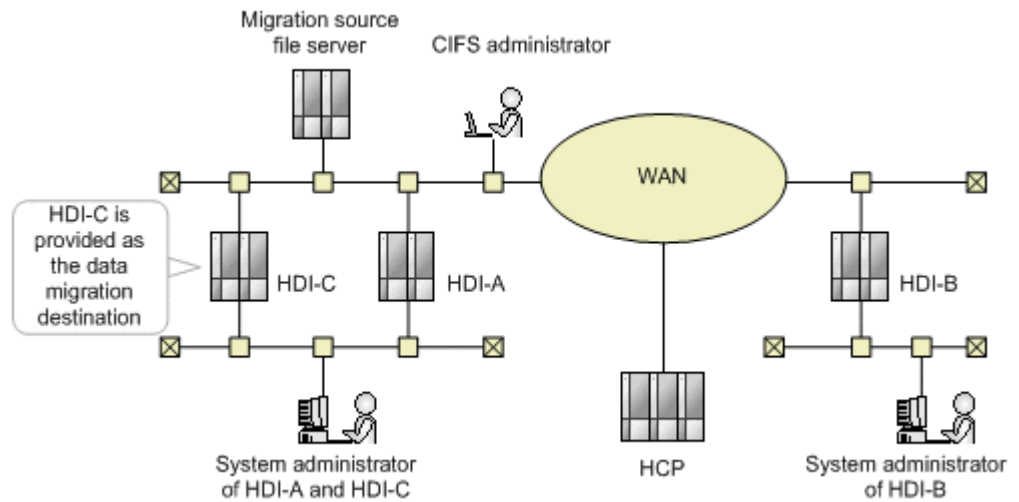 Migration source
file server
CIFS administrator
WAN
HDI-C is
provided as
the data
migration
destination
HDI-C
HDI-A
HDI-B
System administrator
of HDI-A and HDI-C
HCP
System administrator
of HDI-B